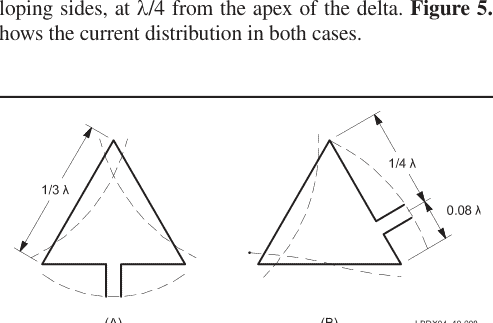 loping sides, at λ/4 from the apex of the delta. Figure 5.
hows the current distribution in both cases.
1/3 λ
1/4 λ
0.08 λ
(A)
(B)